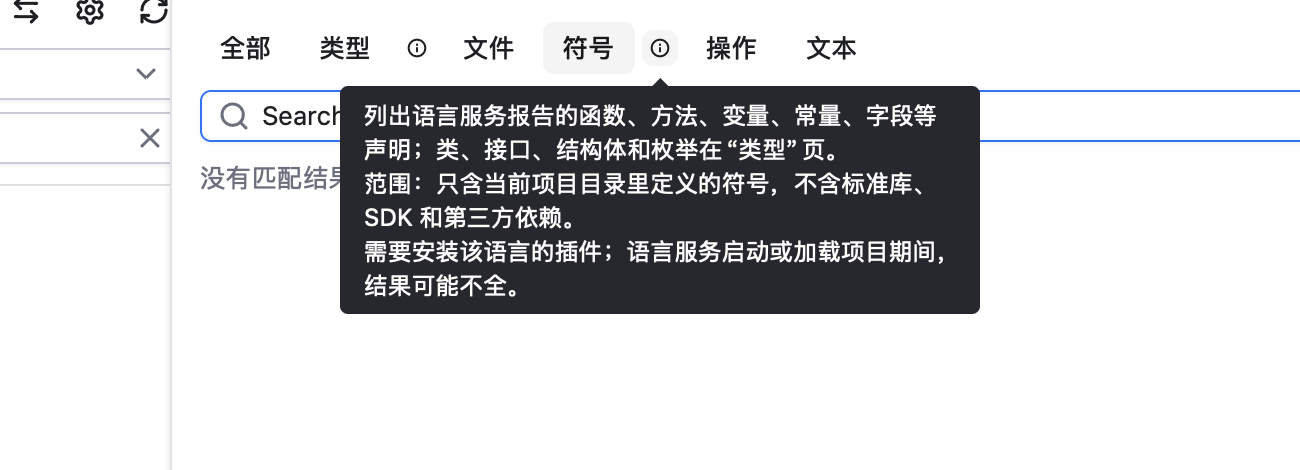 全部 类型 文件 符号 操作 文本
Search
没有匹配结果
列出语言服务报告的函数、方法、变量、常量、字段等
声明；类、接口、结构体和枚举在“类型”页。
范围：只含当前项目目录里定义的符号，不含标准库、
SDK 和第三方依赖。
需要安装该语言的插件；语言服务启动或加载项目期间，
结果可能不全。